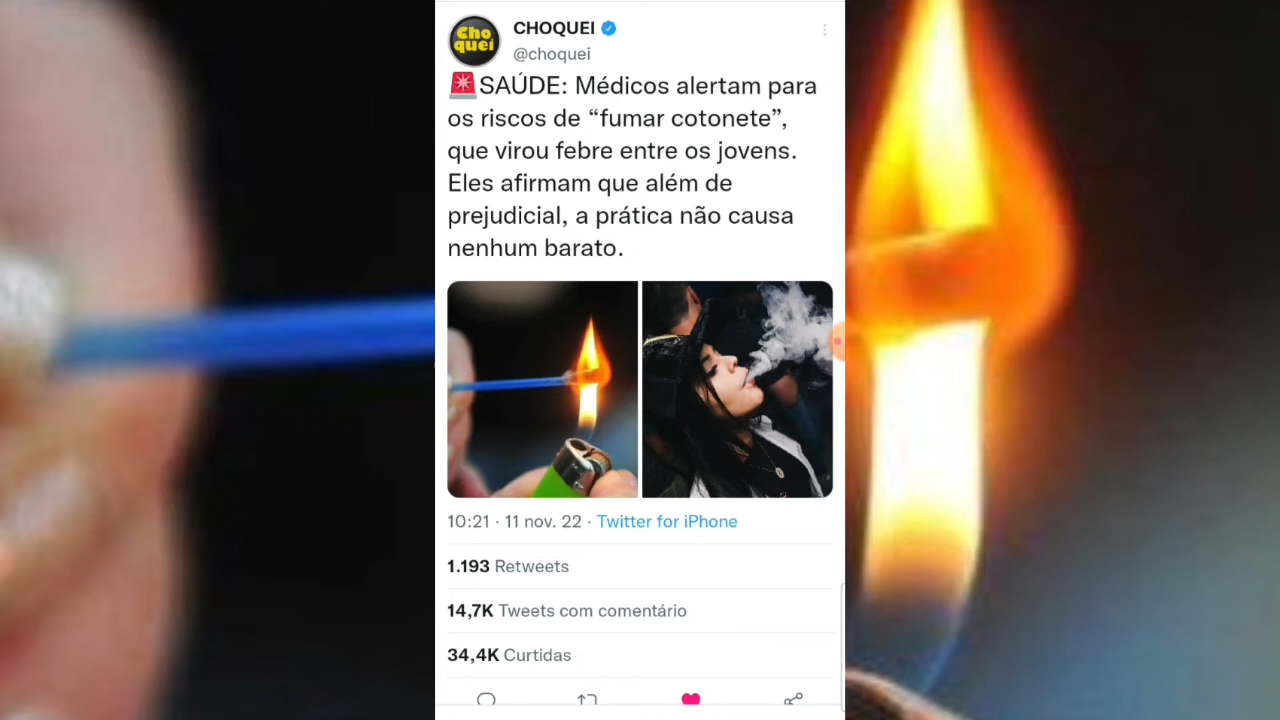 Cho
quei
CHOQUEI
@choquei
SAÚDE: Médicos alertam para
os riscos de “fumar cotonete”,
que virou febre entre os jovens.
Eles afirmam que além de
prejudicial, a prática não causa
nenhum barato.
10:21 · 11 nov. 22 · Twitter for iPhone
1.193 Retweets
14,7K Tweets com comentário
34,4K Curtidas